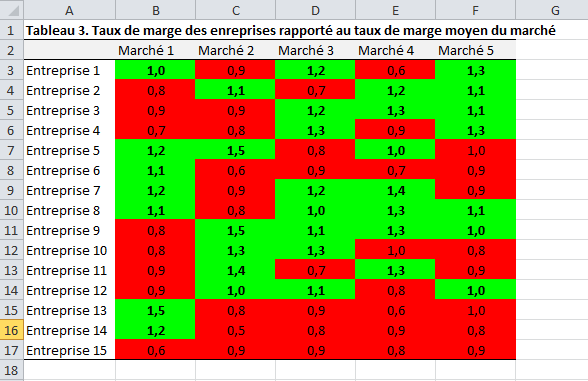 A B C D E F G
1 Tableau 3. Taux de marge des enreprises rapporté au taux de marge moyen du marché
2 Marché 1 Marché 2 Marché 3 Marché 4 Marché 5
3 Entreprise 1 1,0 0,9 1,2 0,6 1,3
4 Entreprise 2 0,8 1,1 0,7 1,2 1,1
5 Entreprise 3 0,9 0,9 1,2 1,3 1,1
6 Entreprise 4 0,7 0,8 1,3 0,9 1,3
7 Entreprise 5 1,2 1,5 0,8 1,0 1,0
8 Entreprise 6 1,1 0,6 0,9 0,7 0,9
9 Entreprise 7 1,2 0,9 1,2 1,4 0,9
10 Entreprise 8 1,1 0,8 1,0 1,3 1,1
11 Entreprise 9 0,8 1,5 1,1 1,3 1,0
12 Entreprise 10 0,8 1,3 1,3 1,0 0,8
13 Entreprise 11 0,9 1,4 0,7 1,3 0,9
14 Entreprise 12 0,9 1,0 1,1 0,8 1,0
15 Entreprise 13 1,5 0,8 0,9 0,6 1,0
16 Entreprise 14 1,2 0,5 0,8 0,9 0,8
17 Entreprise 15 0,6 0,9 0,9 0,8 0,9
18